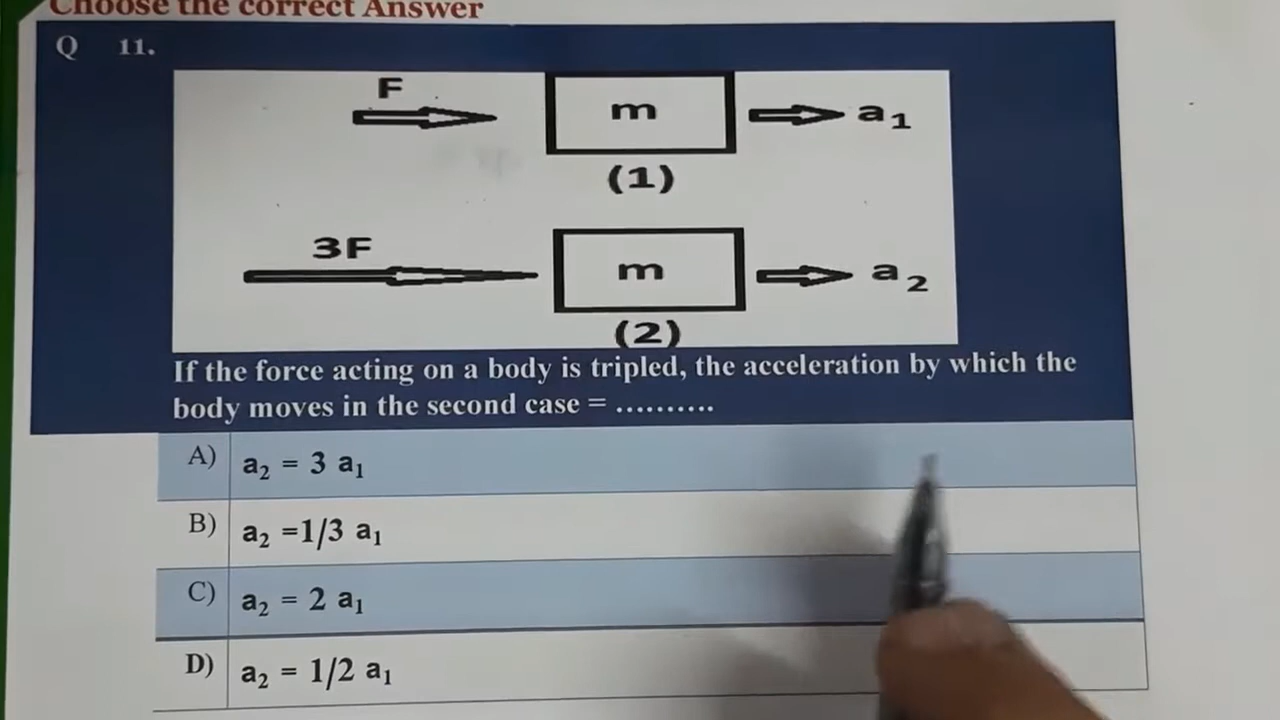 Choose the correct Answer
Q 11.
F
m
a₁
(1)
3F
m
a₂
(2)
If the force acting on a body is tripled, the acceleration by which the
body moves in the second case = ..........
A) a₂ = 3 a₁
B) a₂ =1/3 a₁
C) a₂ = 2 a₁
D) a₂ = 1/2 a₁